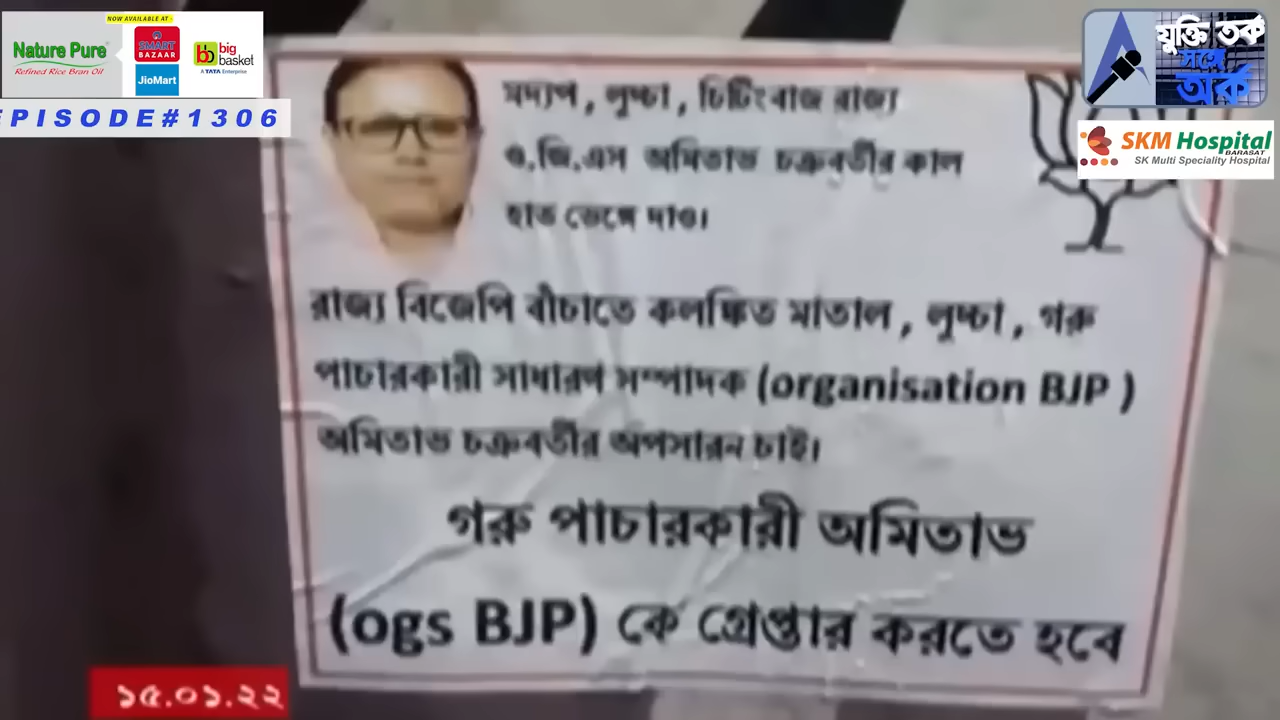 NOW AVAILABLE AT :
Nature Pure
Refined Rice Bran Oil
SMART BAZAAR
JioMart
big basket
A TATA Enterprise
EPISODE#1306
যুক্তি তর্ক
সঙ্গে
অর্ক
SKM Hospital
BARASAT
SK Multi Speciality Hospital
মদ্যপ , লুচ্চা , চিটিংবাজ রাজ্য
ও.জি.এস অমিতাভ চক্রবর্তীর কাল
হাত ভেঙ্গে দাও।
রাজ্য বিজেপি বাঁচাতে কলঙ্কিত মাতাল , লুচ্চা , গরু
পাচারকারী সাধারণ সম্পাদক (organisation BJP )
অমিতাভ চক্রবর্তীর অপসারন চাই।
গরু পাচারকারী অমিতাভ
(ogs BJP) কে গ্রেপ্তার করতে হবে
১৫.০১.২২